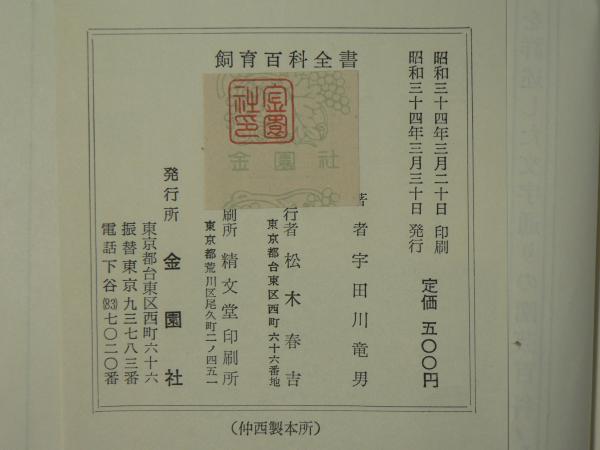 飼育百科全書
昭和三十四年三月二十日 印刷
昭和三十四年三月三十日 発行
定価 五〇〇円
著者 宇田川竜男
行者 松木春吉
東京都台東区西町六十六番地
刷所 精文堂印刷所
東京都荒川区尾久町二ノ四五一
発行所 金園社
東京都台東区西町六十六
振替東京九三七八三番
電話下谷(83)七〇二〇番
金園社印
金園社
(仲西製本所)